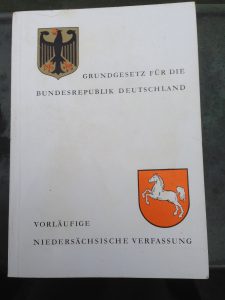 GRUNDGESETZ FÜR DIE
BUNDESREPUBLIK DEUTSCHLAND
VORLÄUFIGE
NIEDERSÄCHSISCHE VERFASSUNG